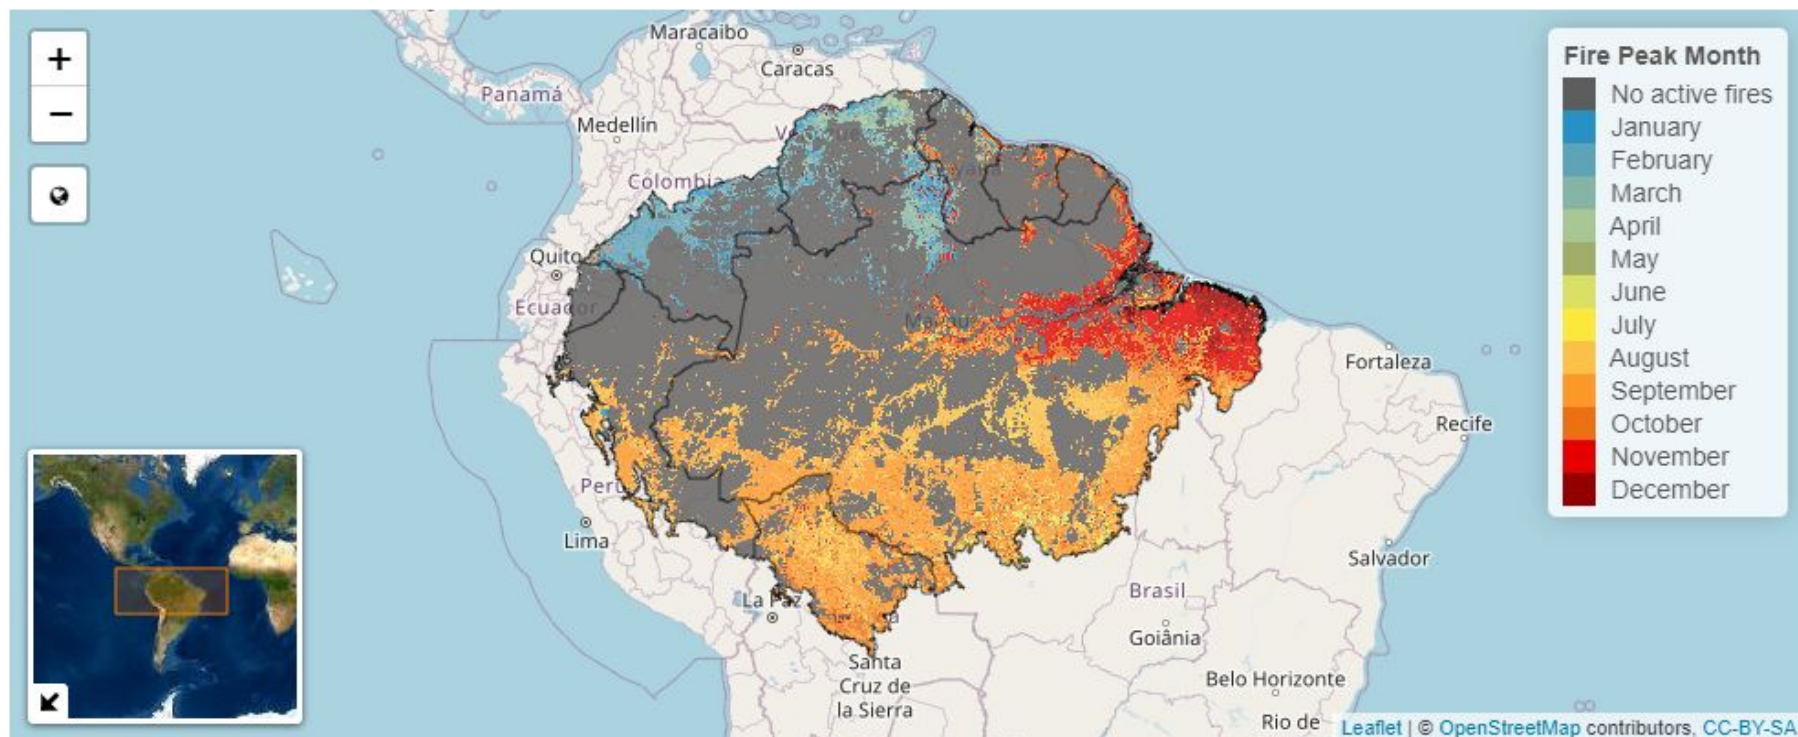 +
−
Maracaibo
Caracas
Panamá
Medellín
Colombia
Quito
Ecuador
Manaus
Fortaleza
Recife
Perú
Lima
Salvador
La Paz
Brasil
Goiânia
Santa
Cruz de
la Sierra
Belo Horizonte
Rio de
Fire Peak Month
No active fires
January
February
March
April
May
June
July
August
September
October
November
December
Leaflet | © OpenStreetMap contributors, CC-BY-SA